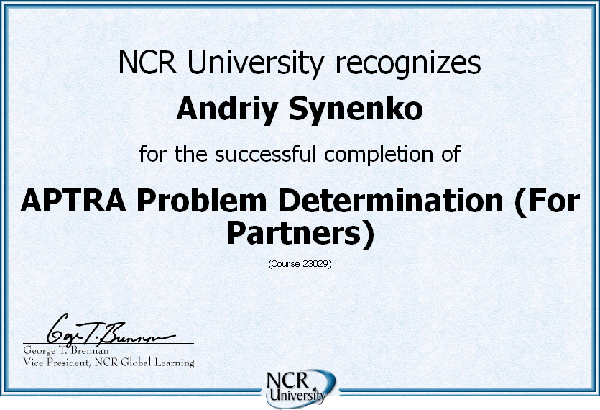 NCR University recognizes
Andriy Synenko
for the successful completion of
APTRA Problem Determination (For
Partners)
(Course 23029)
George T. Brennan
George T. Brennan
Vice President, NCR Global Learning
NCR
University